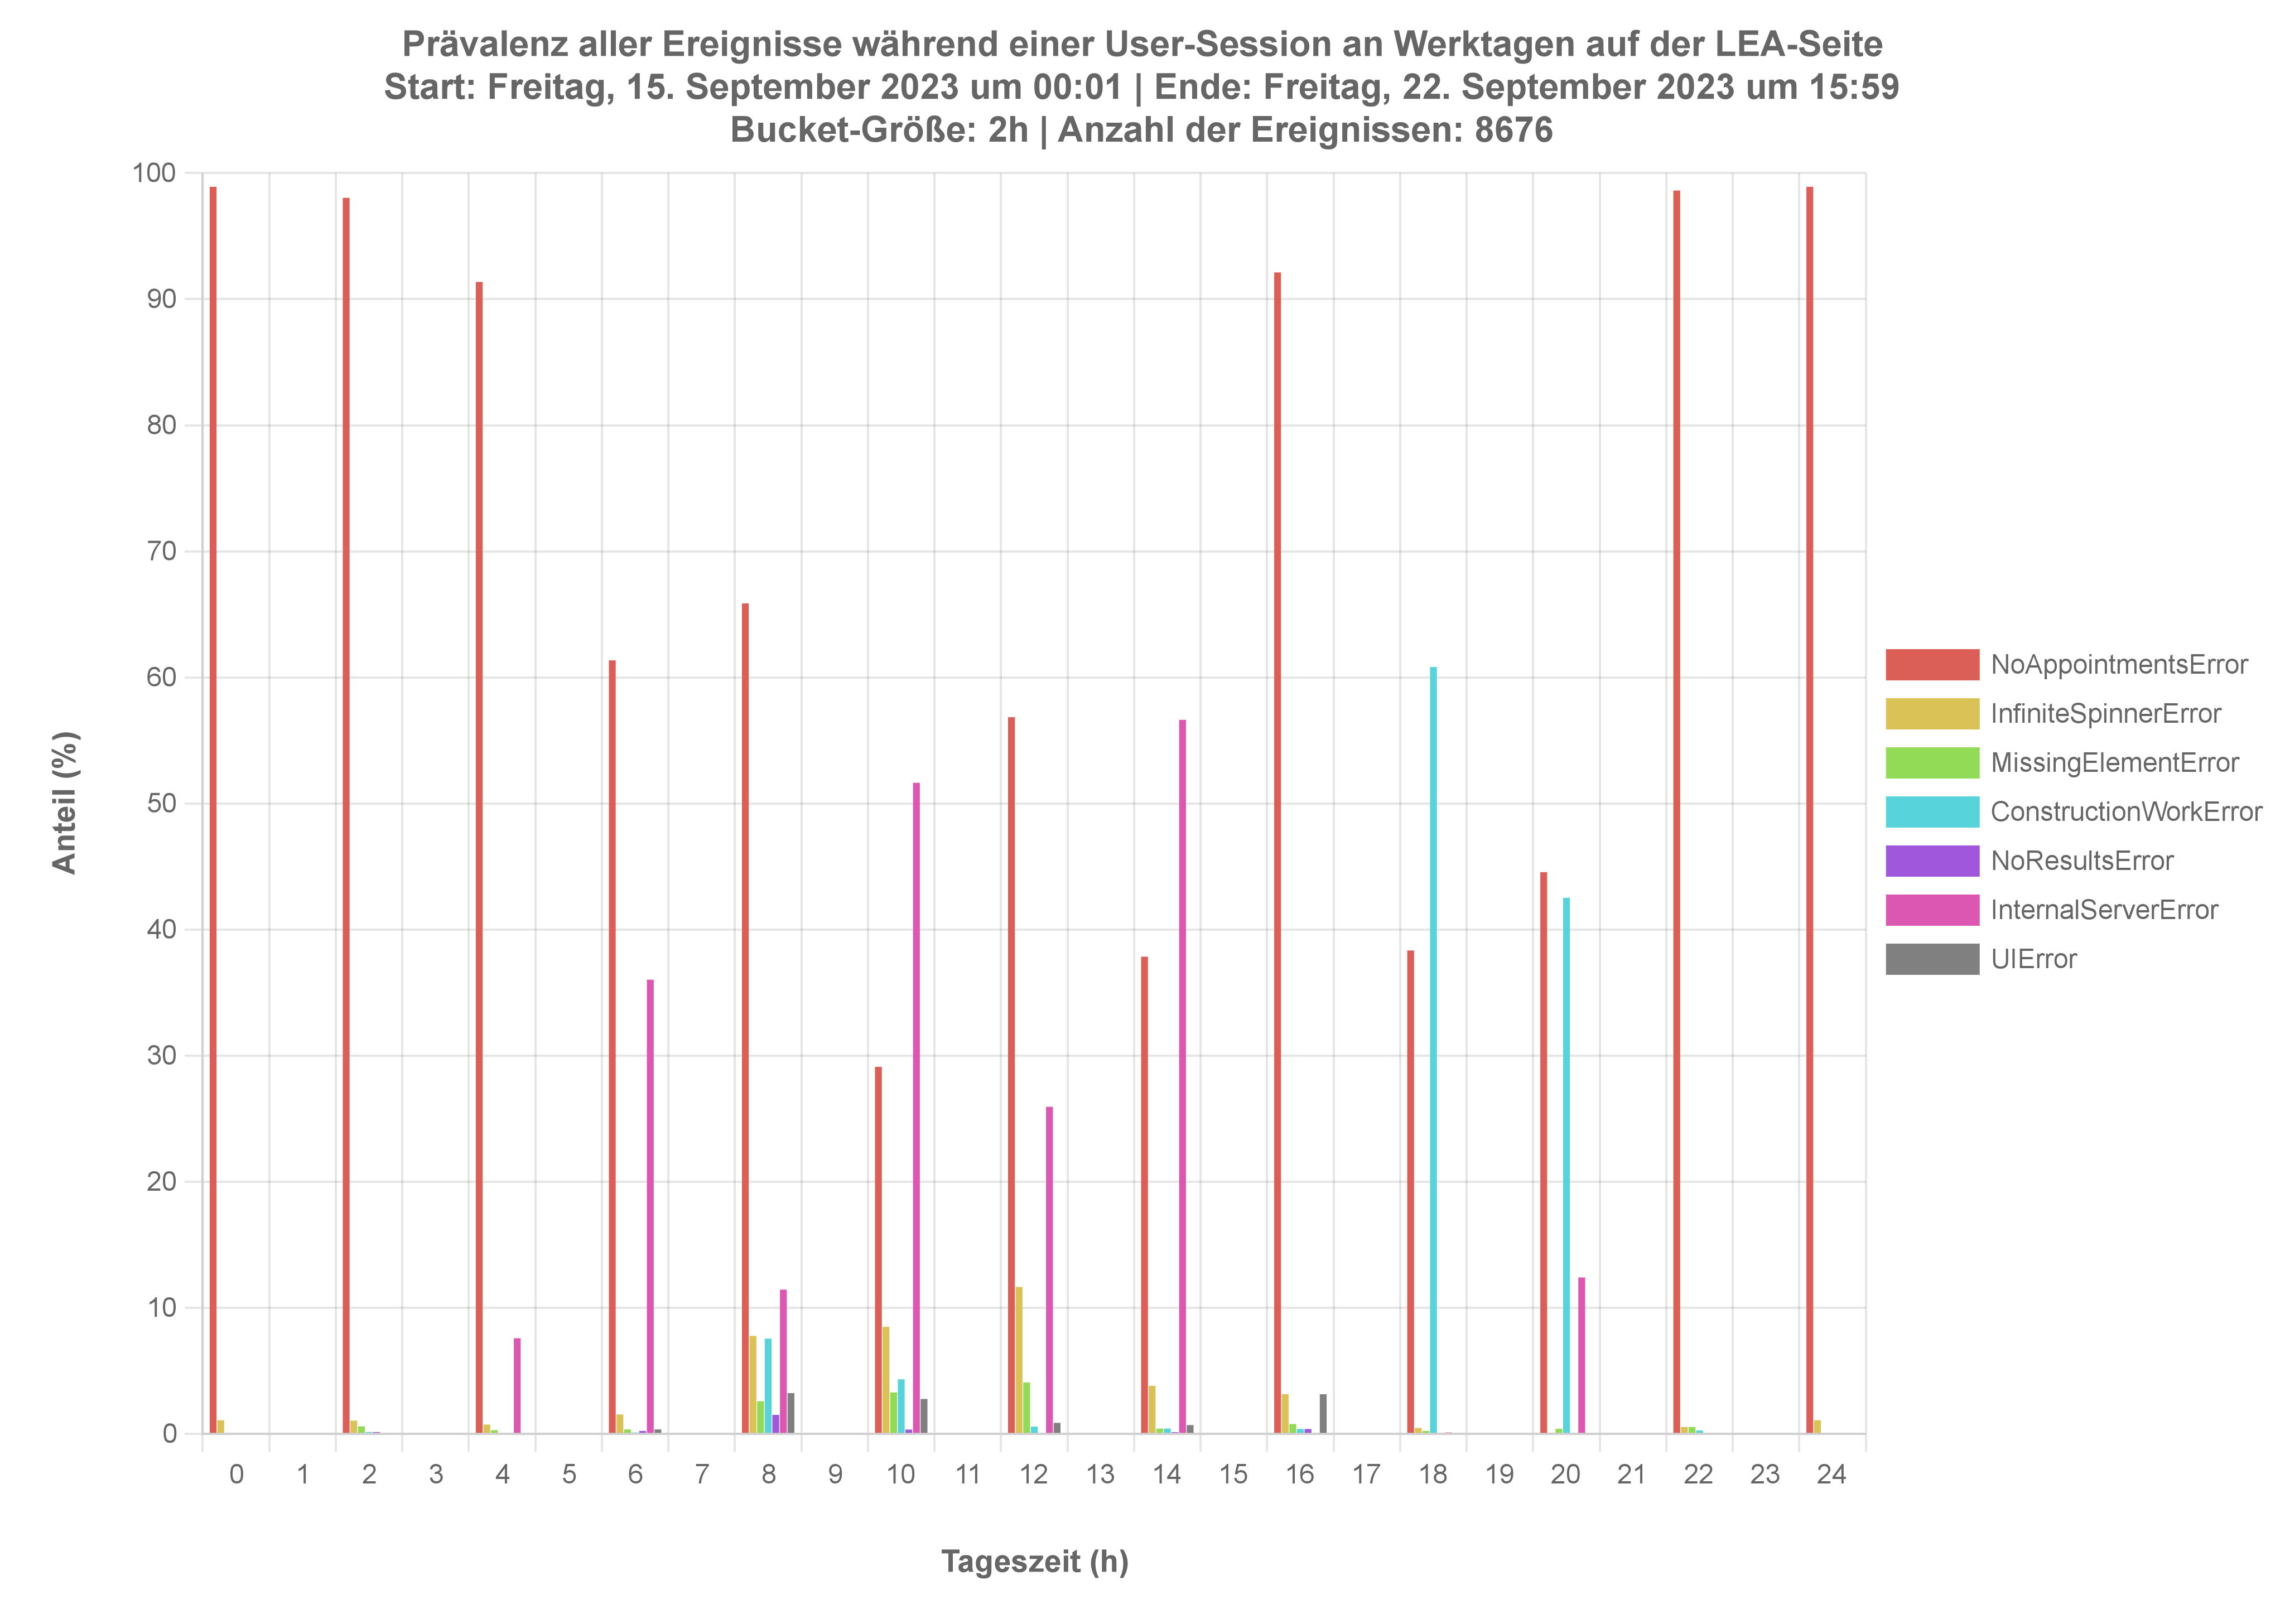 Prävalenz aller Ereignisse während einer User-Session an Werktagen auf der LEA-Seite
Start: Freitag, 15. September 2023 um 00:01 | Ende: Freitag, 22. September 2023 um 15:59
Bucket-Größe: 2h | Anzahl der Ereignissen: 8676
100
90
80
70
60
50
40
30
20
10
0
Anteil (%)
0 1 2 3 4 5 6 7 8 9 10 11 12 13 14 15 16 17 18 19 20 21 22 23 24
Tageszeit (h)
NoAppointmentsError
InfiniteSpinnerError
MissingElementError
ConstructionWorkError
NoResultsError
InternalServerError
UIError